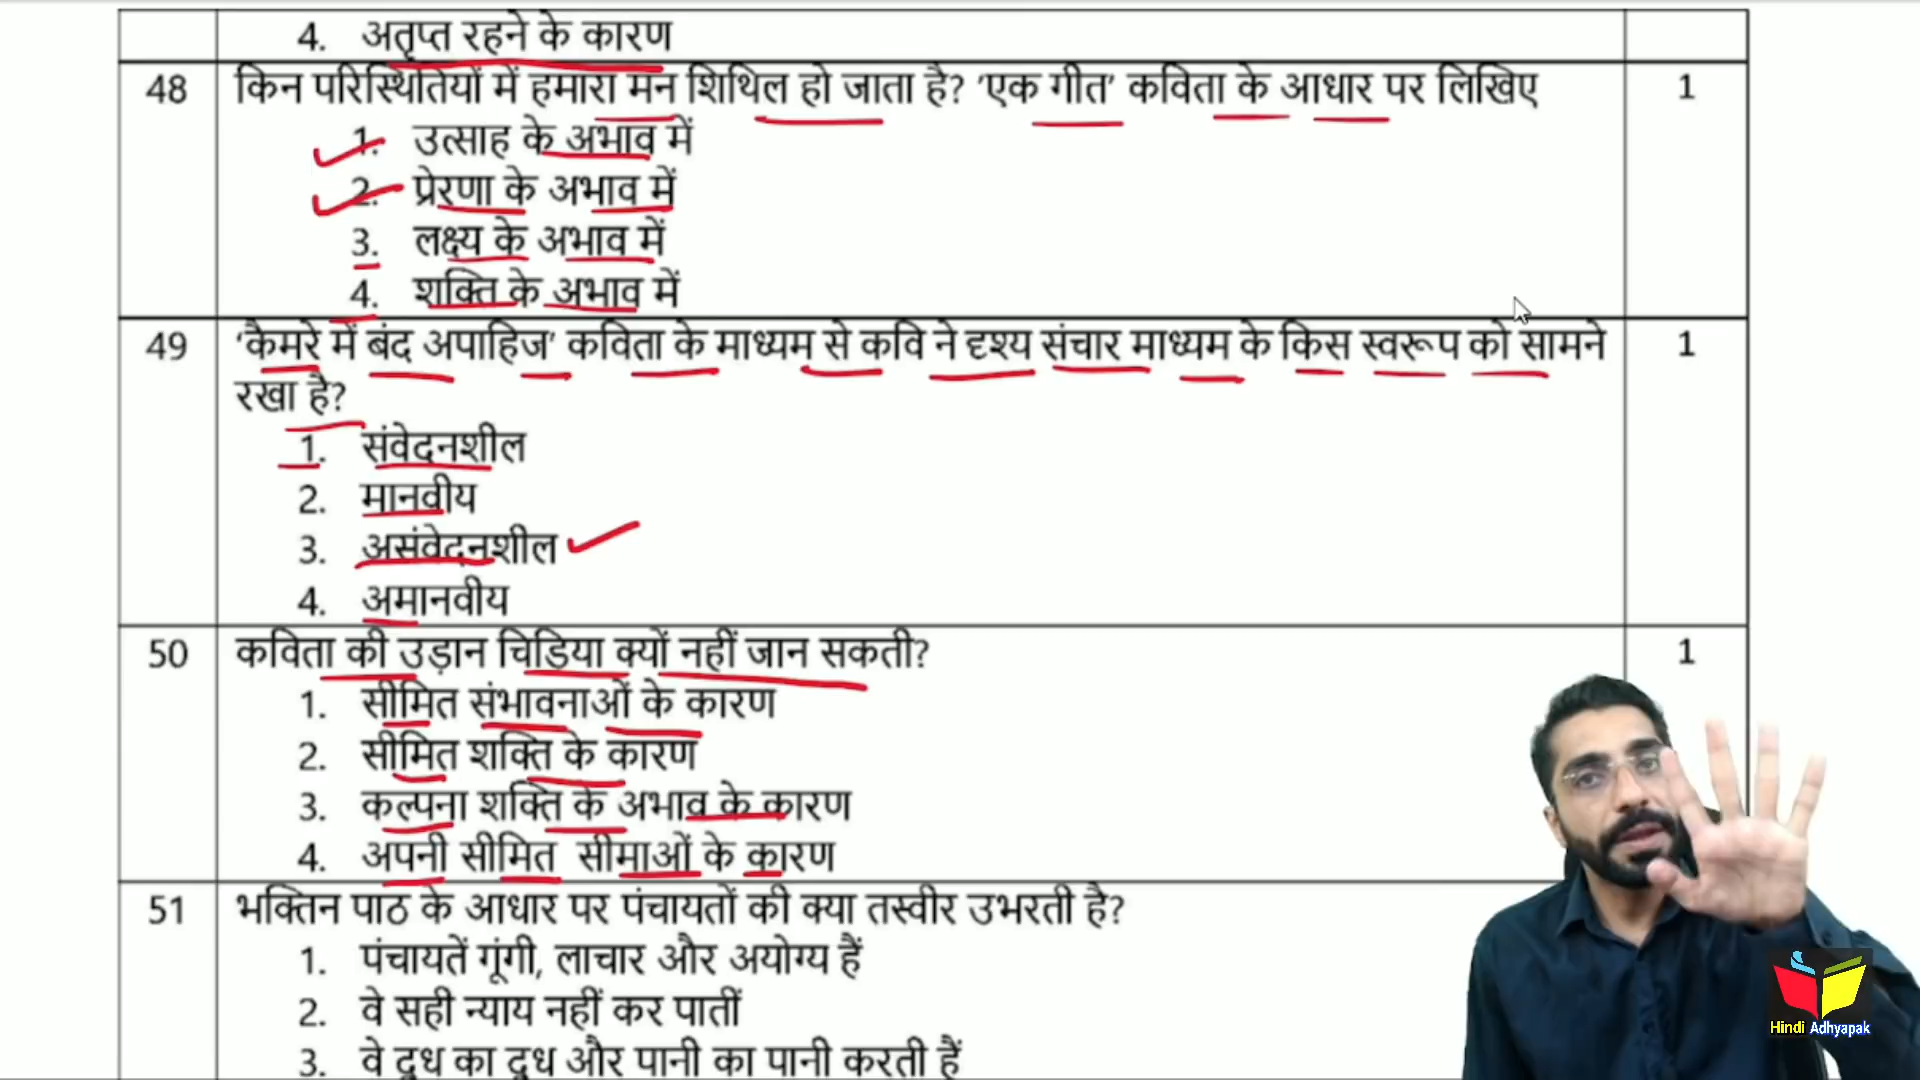 4. अतृप्त रहने के कारण
48 किन परिस्थितियों में हमारा मन शिथिल हो जाता है? ‘एक गीत’ कविता के आधार पर लिखिए 1
1. उत्साह के अभाव में
2. प्रेरणा के अभाव में
3. लक्ष्य के अभाव में
4. शक्ति के अभाव में
49 ‘कैमरे में बंद अपाहिज’ कविता के माध्यम से कवि ने दृश्य संचार माध्यम के किस स्वरूप को सामने 1
रखा है?
1. संवेदनशील
2. मानवीय
3. असंवेदनशील
4. अमानवीय
50 कविता की उड़ान चिडिया क्यों नहीं जान सकती? 1
1. सीमित संभावनाओं के कारण
2. सीमित शक्ति के कारण
3. कल्पना शक्ति के अभाव के कारण
4. अपनी सीमित सीमाओं के कारण
51 भक्तिन पाठ के आधार पर पंचायतों की क्या तस्वीर उभरती है?
1. पंचायतें गूंगी, लाचार और अयोग्य हैं
2. वे सही न्याय नहीं कर पातीं
3. वे दूध का दूध और पानी का पानी करती हैं
Hindi Adhyapak